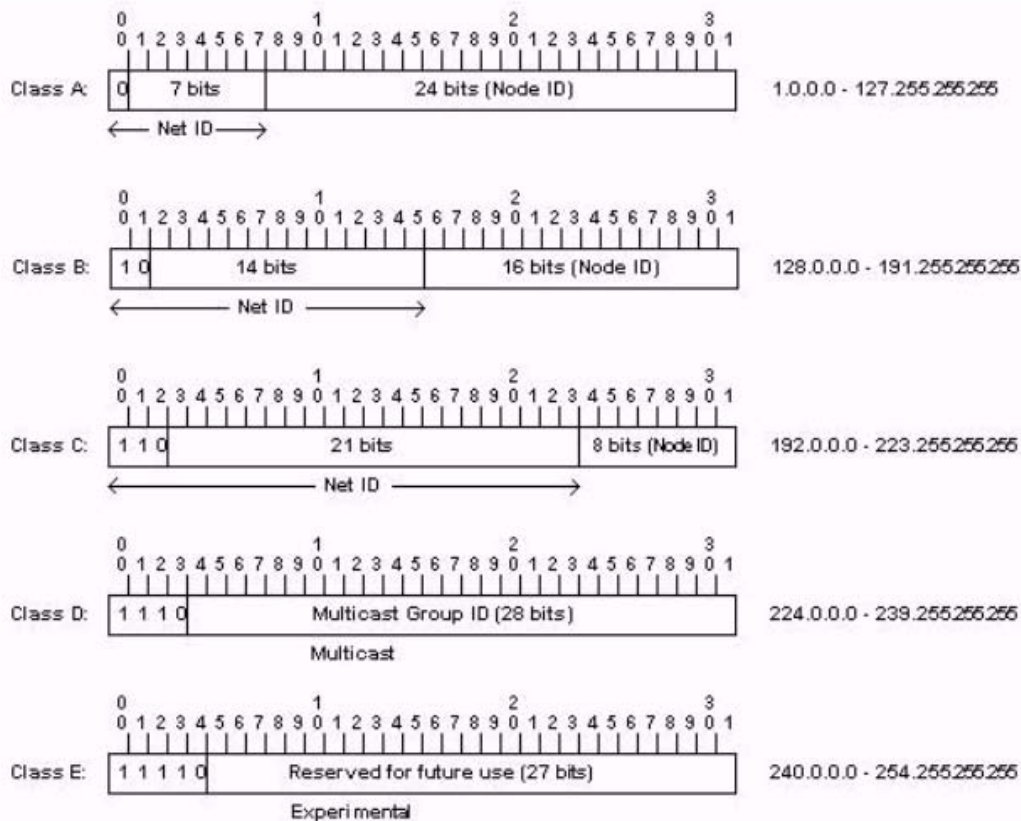 0 1 2 3
0 1 2 3 4 5 6 7 8 9 0 1 2 3 4 5 6 7 8 9 0 1 2 3 4 5 6 7 8 9 0 1
Class A: 0 7 bits 24 bits (Node ID) 1.0.0.0 - 127.255.255.255
Net ID
0 1 2 3
0 1 2 3 4 5 6 7 8 9 0 1 2 3 4 5 6 7 8 9 0 1 2 3 4 5 6 7 8 9 0 1
Class B: 1 0 14 bits 16 bits (Node ID) 128.0.0.0 - 191.255.255.255
Net ID
0 1 2 3
0 1 2 3 4 5 6 7 8 9 0 1 2 3 4 5 6 7 8 9 0 1 2 3 4 5 6 7 8 9 0 1
Class C: 1 1 0 21 bits 8 bits (Node ID) 192.0.0.0 - 223.255.255.255
Net ID
0 1 2 3
0 1 2 3 4 5 6 7 8 9 0 1 2 3 4 5 6 7 8 9 0 1 2 3 4 5 6 7 8 9 0 1
Class D: 1 1 1 0 Multicast Group ID (28 bits) 224.0.0.0 - 239.255.255.255
Multicast
0 1 2 3
0 1 2 3 4 5 6 7 8 9 0 1 2 3 4 5 6 7 8 9 0 1 2 3 4 5 6 7 8 9 0 1
Class E: 1 1 1 1 0 Reserved for future use (27 bits) 240.0.0.0 - 254.255.255.255
Experimental